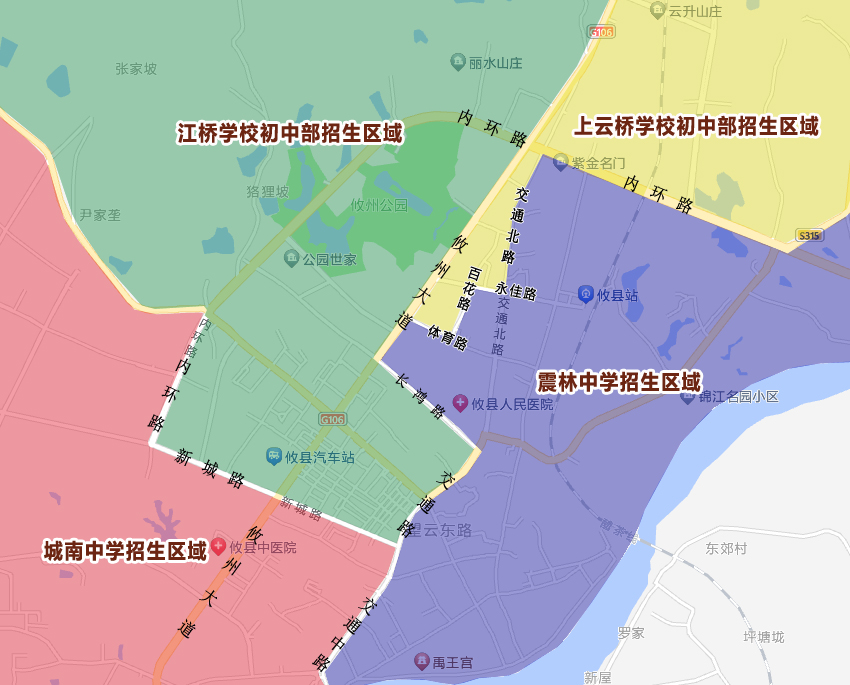 云升山庄
G106
丽水山庄
张家坡
江桥学校初中部招生区域
内环路
上云桥学校初中部招生区域
紫金名门
内环路
狐狸坡
攸州公园
交通北路
尹家垄
S315
公园世家
攸州大道
百花路
永佳路
攸县站
交通北路
内环路
体育路
内环路
长鸿路
震林中学招生区域
攸县人民医院
锦江名园小区
G106
新城路
攸县汽车站
交通路
新城路
望云东路
攸州大道
城南中学招生区域
攸县中医院
东郊村
交通中路
罗家
坪塘垅
禹王宫
新屋